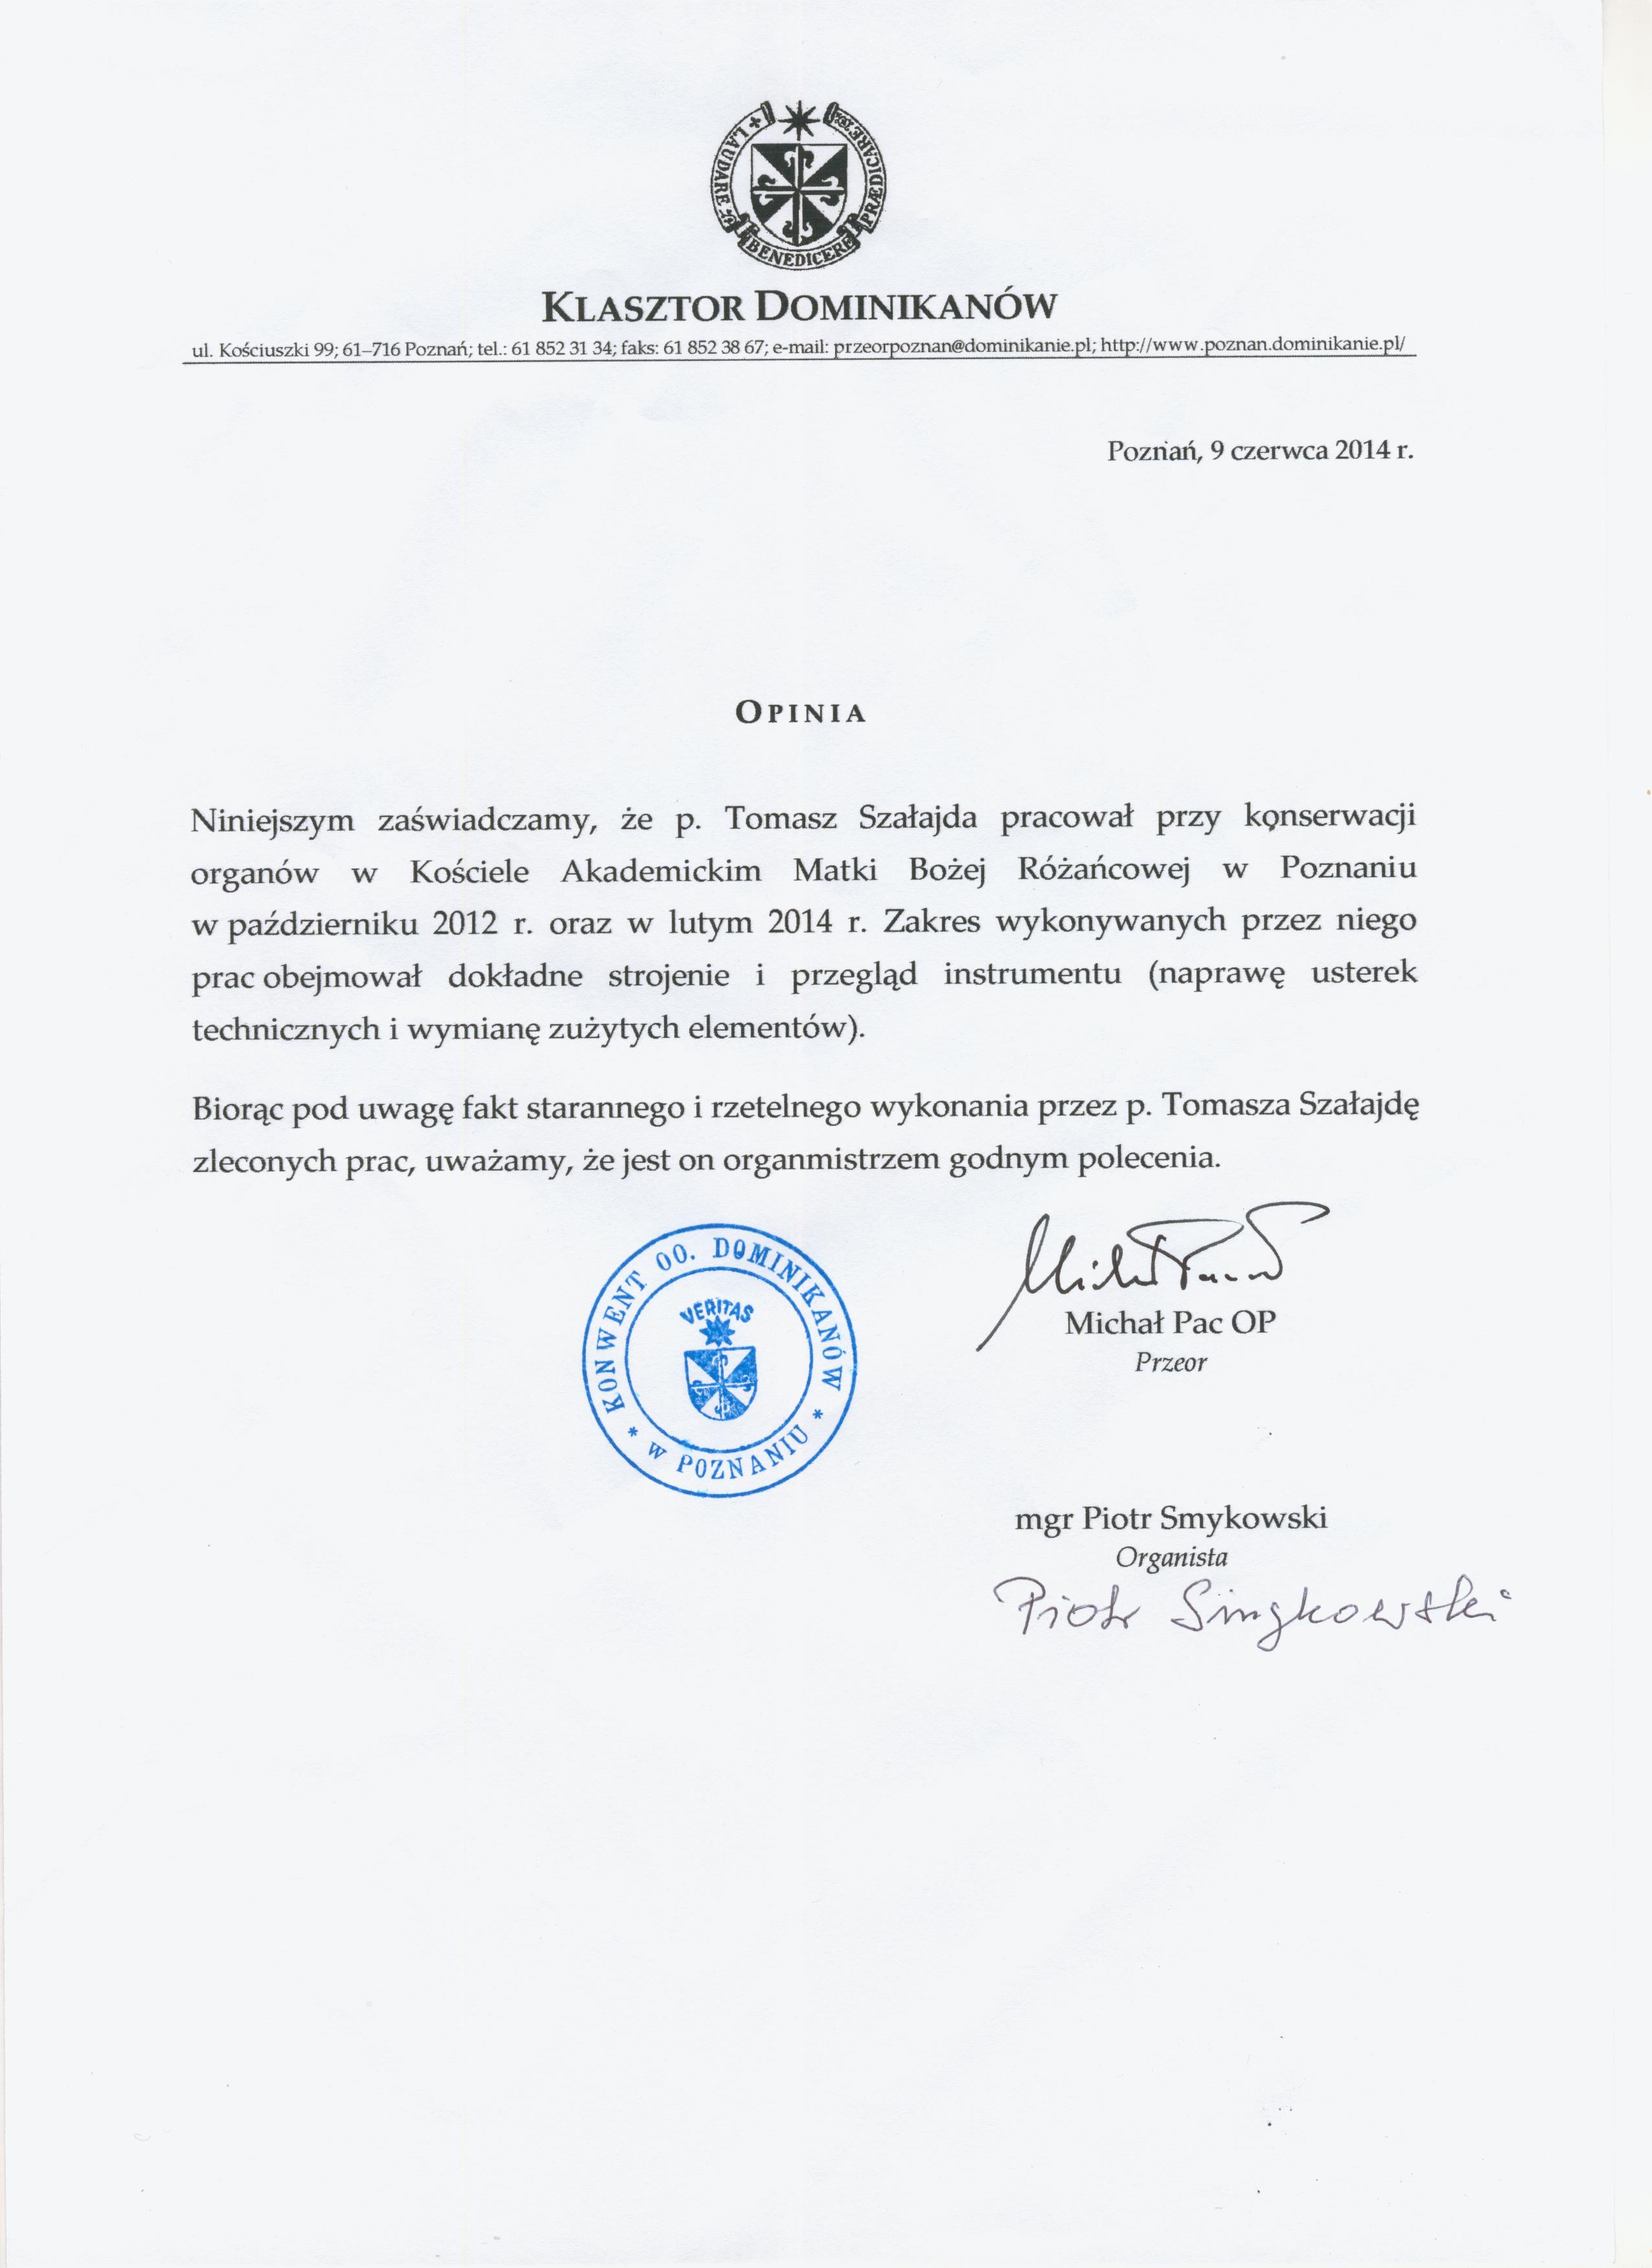 LAUDARE
BENEDICERE
PRÆDICARE
KLASZTOR DOMINIKANÓW
ul. Kościuszki 99; 61–716 Poznań; tel.: 61 852 31 34; faks: 61 852 38 67; e-mail: przeorpoznan@dominikanie.pl; http://www.poznan.dominikanie.pl/
Poznań, 9 czerwca 2014 r.
OPINIA
Niniejszym zaświadczamy, że p. Tomasz Szałajda pracował przy konserwacji
organów w Kościele Akademickim Matki Bożej Różańcowej w Poznaniu
w październiku 2012 r. oraz w lutym 2014 r. Zakres wykonywanych przez niego
prac obejmował dokładne strojenie i przegląd instrumentu (naprawę usterek
technicznych i wymianę zużytych elementów).
Biorąc pod uwagę fakt starannego i rzetelnego wykonania przez p. Tomasza Szałajdę
zleconych prac, uważamy, że jest on organmistrzem godnym polecenia.
KONWENT OO. DOMINIKANÓW
* W POZNANIU *
VERITAS
Michał Pac OP
Przeor
mgr Piotr Smykowski
Organista
Piotr Smykowski